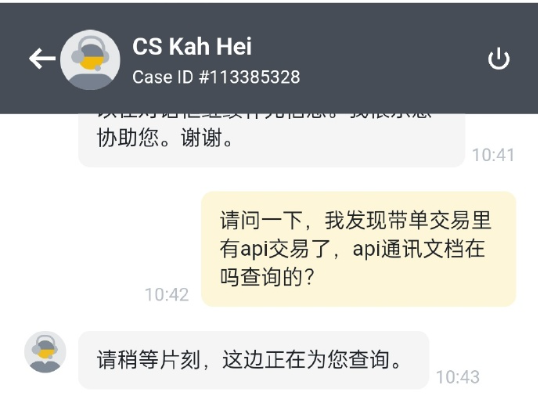 CS Kah Hei
Case ID #113385328
协助您。谢谢。
10:41
请问一下，我发现带单交易里
有api交易了，api通讯文档在
吗查询的？
10:42
请稍等片刻，这边正在为您查询。
10:43